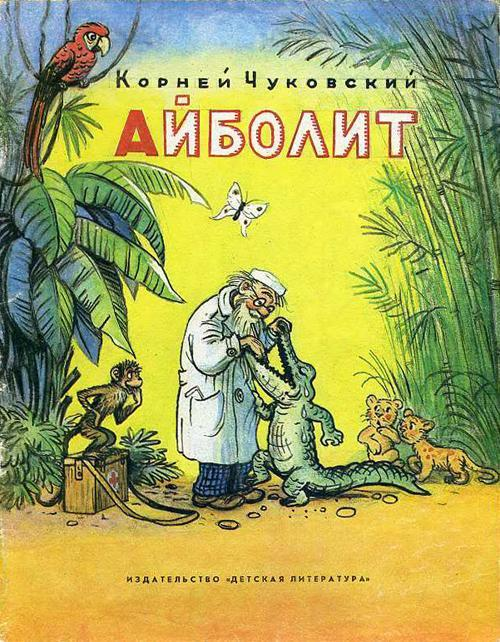 Корней Чуковский
АЙБОЛИТ
ИЗДАТЕЛЬСТВО «ДЕТСКАЯ ЛИТЕРАТУРА»